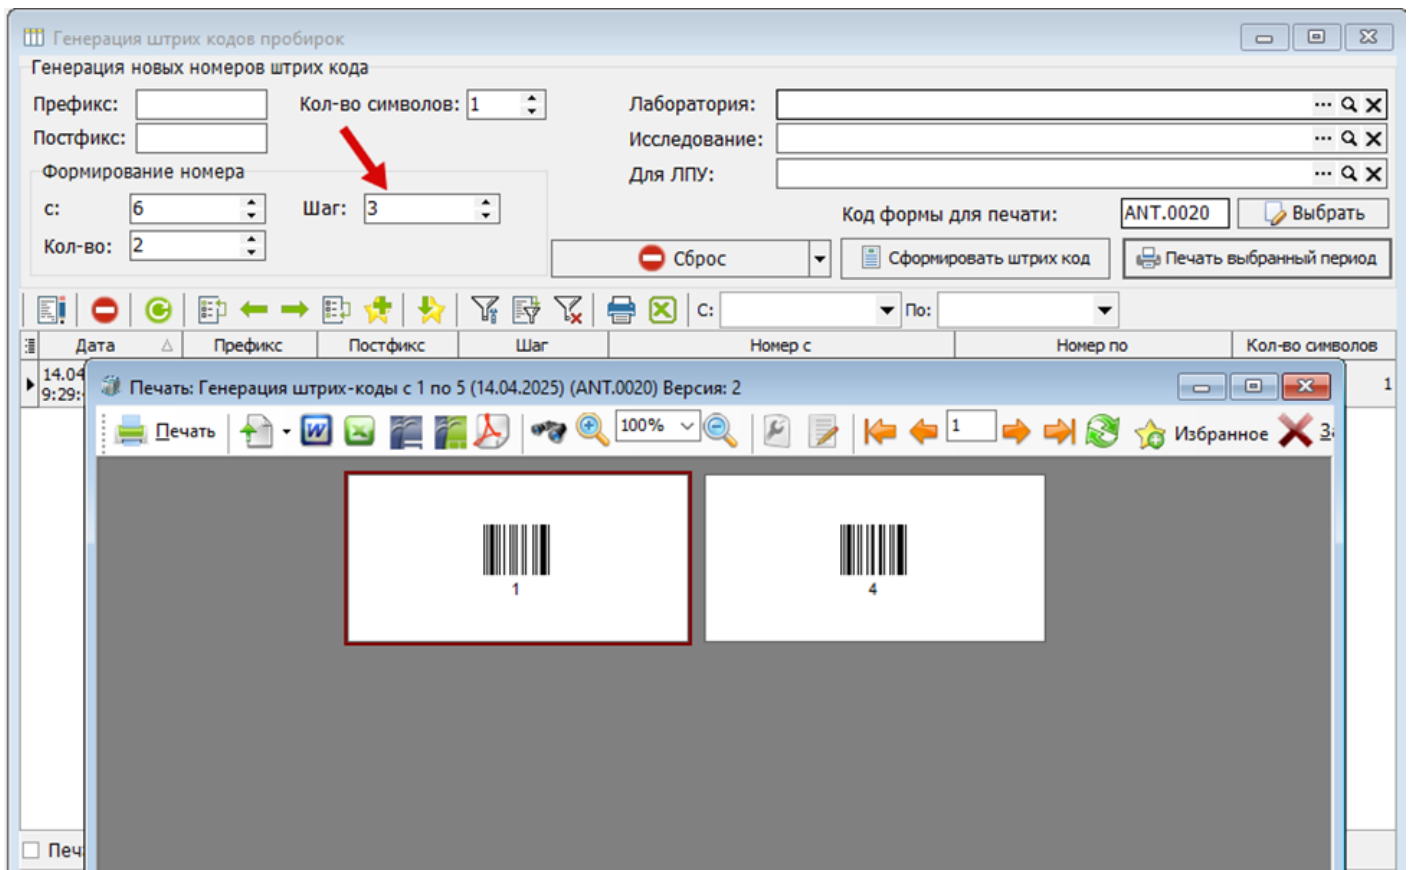 Генерация штрих кодов пробирок
Генерация новых номеров штрих кода
Префикс: Кол-во символов: 1 Лаборатория:
Постфикс: Исследование:
Формирование номера Для ЛПУ:
с: 6 Шаг: 3 Код формы для печати: ANT.0020 Выбрать
Кол-во: 2 Сброс Сформировать штрих код Печать выбранный период
С: По:
Дата Префикс Постфикс Шаг Номер с Номер по Кол-во символов
14.04 1
9:29:
Печать: Генерация штрих-коды с 1 по 5 (14.04.2025) (ANT.0020) Версия: 2
Печать 100% 1 Избранное За
1 4
Печ